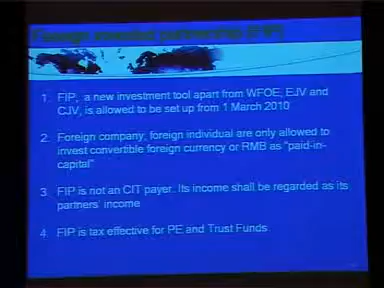 Foreign invested partnership (FIP)
1. FIP, a new investment tool apart from WFOE, EJV and
CJV, is allowed to be set up from 1 March 2010
2. Foreign company, foreign individual are only allowed to
invest convertible foreign currency or RMB as "paid-in-
capital"
3. FIP is not an CIT payer. Its income shall be regarded as its
partners' income
4. FIP is tax effective for PE and Trust Funds